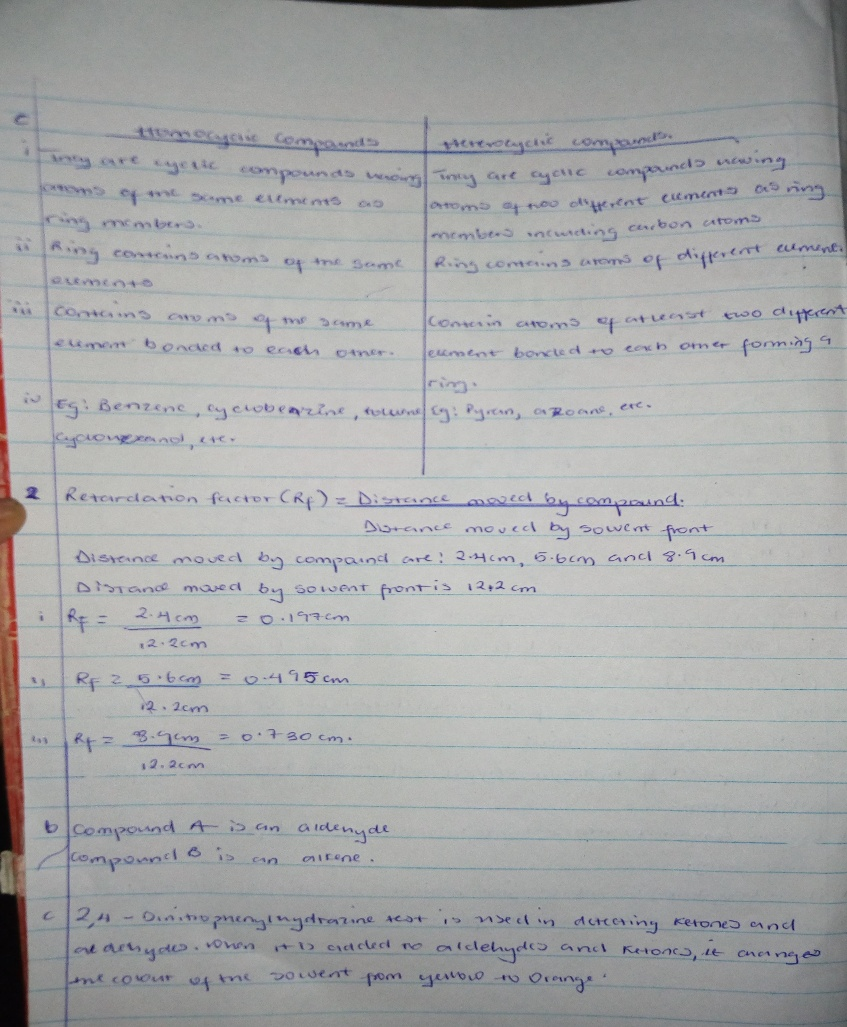 c
Homocyclic compounds
Heterocyclic compounds.
i They are cyclic compounds having
atoms of the same elements as
ring members.
They are cyclic compounds having
atoms of two different elements as ring
members including carbon atoms
ii Ring contains atoms of the same
elements
Ring contains atoms of different element.
iii Contains atoms of the same
element bonded to each other.
Contain atoms of atleast two different
element bonded to each other forming a
ring.
iv Eg: Benzene, cyclobenzine, toluene
cyclohexanol, etc.
Eg: Pyran, azoane, etc.
2 Retardation factor (Rf) = Distance moved by compound.
Distance moved by solvent front
Distance moved by compound are: 2.4cm, 5.6cm and 8.9cm
Distance moved by solvent front is 12.2cm
i Rf = 2.4cm = 0.197cm
12.2cm
ii Rf = 5.6cm = 0.495cm
12.2cm
iii Rf = 8.9cm = 0.730cm.
12.2cm
b Compound A is an aldehyde
Compound B is an alkene.
c 2,4-Dinitrophenylhydrazine test is used in detecting ketones and
aldehydes. When it is added to aldehydes and ketones, it changes
the colour of the solvent from yellow to orange.